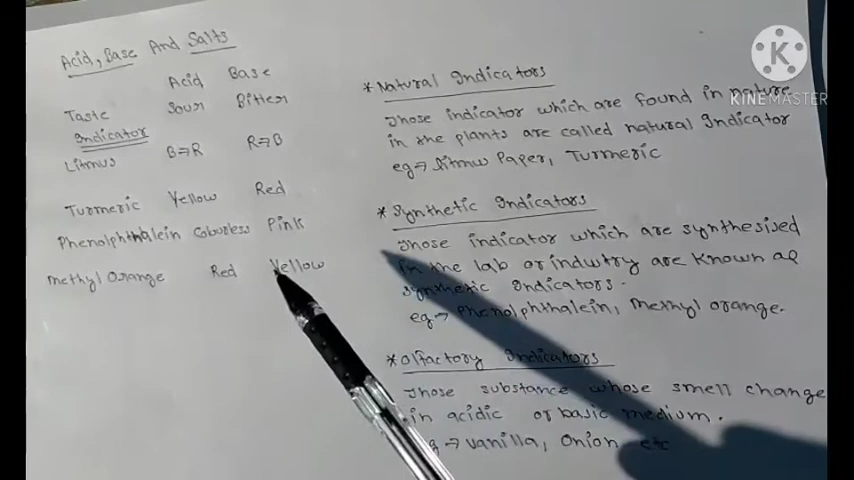 Acid, Base And Salts
Acid Base
Taste Sour Bitter
Indicator
Litmus B⇒R R⇒B
Turmeric Yellow Red
Phenolphthalein Colourless Pink
Methyl Orange Red Yellow
*Natural Indicators
Those indicator which are found in nature
in the plants are called natural Indicator
eg→ Litmus Paper, Turmeric
*Synthetic Indicators
Those indicator which are synthesised
in the lab or industry are known as
synthetic Indicators.
eg→ Phenolphthalein, Methyl orange.
*Olfactory Indicators
Those substance whose smell change
in acidic or basic medium.
eg→ Vanilla, Onion etc
KINEMASTER